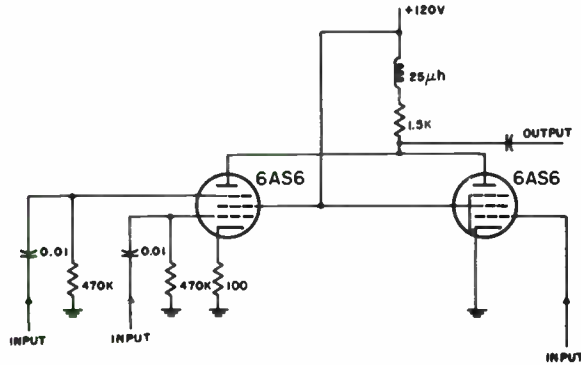 +120V
25μh
1.5K
OUTPUT
6AS6
6AS6
0.01
470K
0.01
470K
100
INPUT
INPUT
INPUT